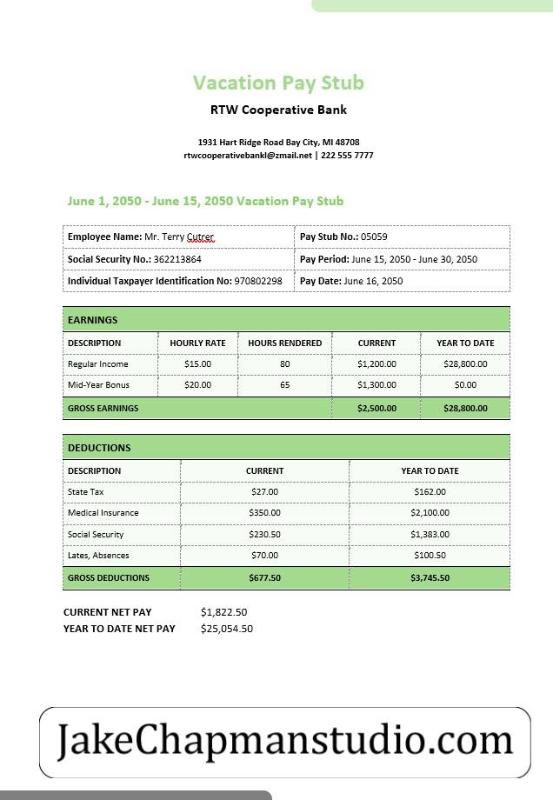 Vacation Pay Stub
RTW Cooperative Bank
1931 Hart Ridge Road Bay City, MI 48708
rtwcooperativebankl@zmail.net | 222 555 7777
June 1, 2050 - June 15, 2050 Vacation Pay Stub
Employee Name: Mr. Terry Cutrer Pay Stub No.: 05059
Social Security No.: 362213864 Pay Period: June 15, 2050 - June 30, 2050
Individual Taxpayer Identification No: 970802298 Pay Date: June 16, 2050
EARNINGS
DESCRIPTION HOURLY RATE HOURS RENDERED CURRENT YEAR TO DATE
Regular Income $15.00 80 $1,200.00 $28,800.00
Mid-Year Bonus $20.00 65 $1,300.00 $0.00
GROSS EARNINGS $2,500.00 $28,800.00
DEDUCTIONS
DESCRIPTION CURRENT YEAR TO DATE
State Tax $27.00 $162.00
Medical Insurance $350.00 $2,100.00
Social Security $230.50 $1,383.00
Lates, Absences $70.00 $100.50
GROSS DEDUCTIONS $677.50 $3,745.50
CURRENT NET PAY $1,822.50
YEAR TO DATE NET PAY $25,054.50
JakeChapmanstudio.com